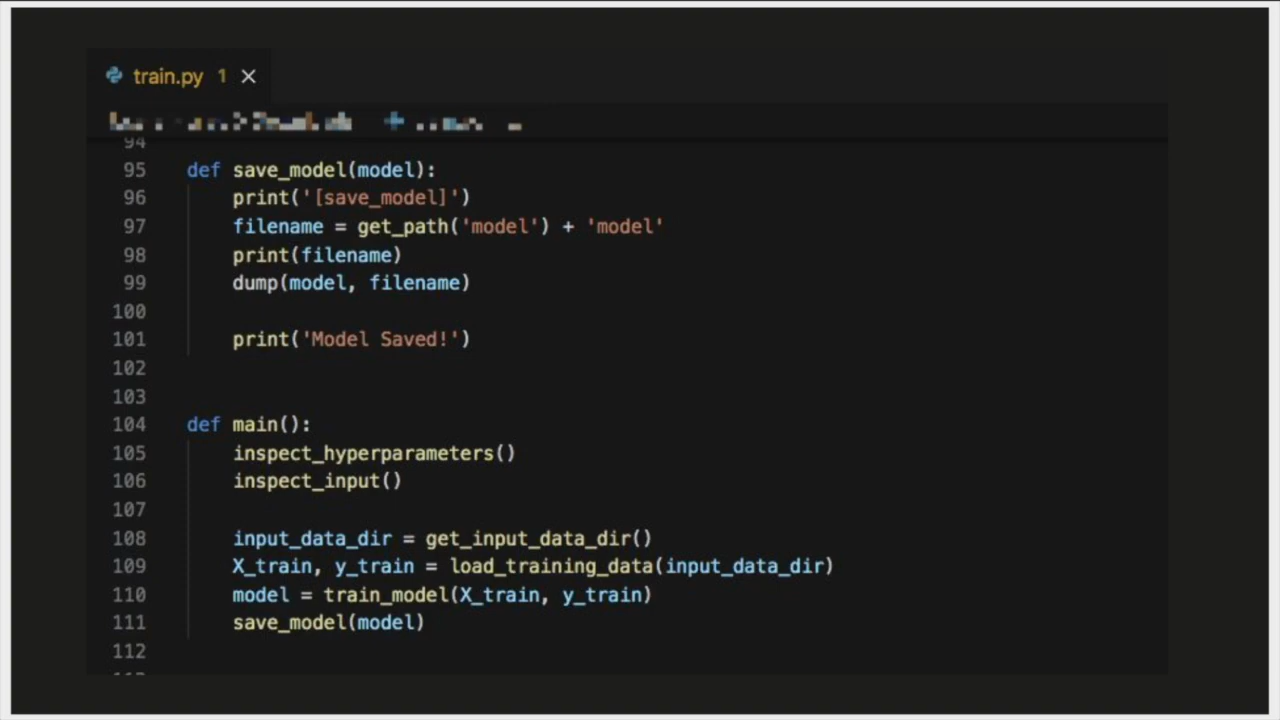 train.py 1
94
95 def save_model(model):
96 print('[save_model]')
97 filename = get_path('model') + 'model'
98 print(filename)
99 dump(model, filename)
100
101 print('Model Saved!')
102
103
104 def main():
105 inspect_hyperparameters()
106 inspect_input()
107
108 input_data_dir = get_input_data_dir()
109 X_train, y_train = load_training_data(input_data_dir)
110 model = train_model(X_train, y_train)
111 save_model(model)
112